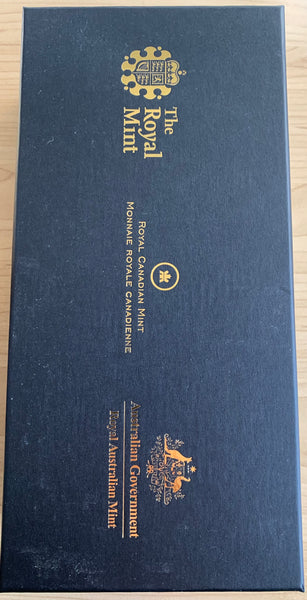 The
Royal
Mint
ROYAL CANADIAN MINT
MONNAIE ROYALE CANADIENNE
Australian Government
Royal Australian Mint